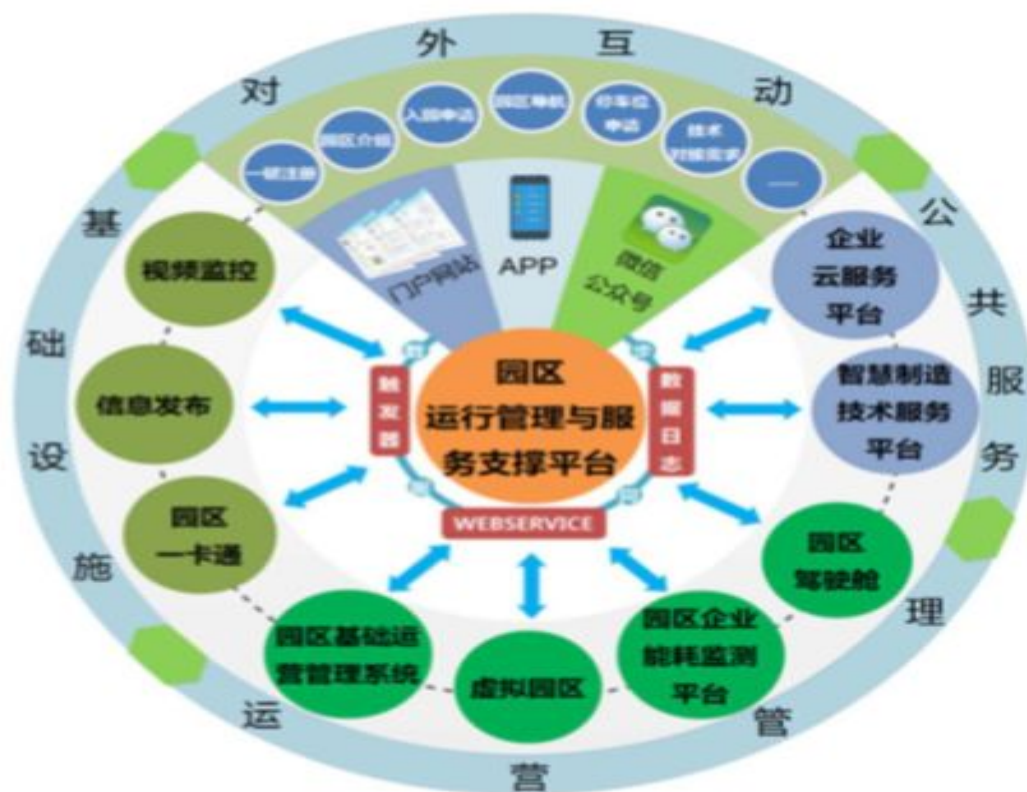 对外互动
一键注册
园区介绍
入园申请
园区导航
停车位
申请
技术
对接需求
......
门户网站
APP
微信
公众号
基础设施
视频监控
信息发布
园区
一卡通
公共服务
企业
云服务
平台
智慧制造
技术服务
平台
触发器
园区
运行管理与服
务支撑平台
数据日志
WEBSERVICE
运营管理
园区基础运
营管理系统
虚拟园区
园区企业
能耗监测
平台
园区
驾驶舱